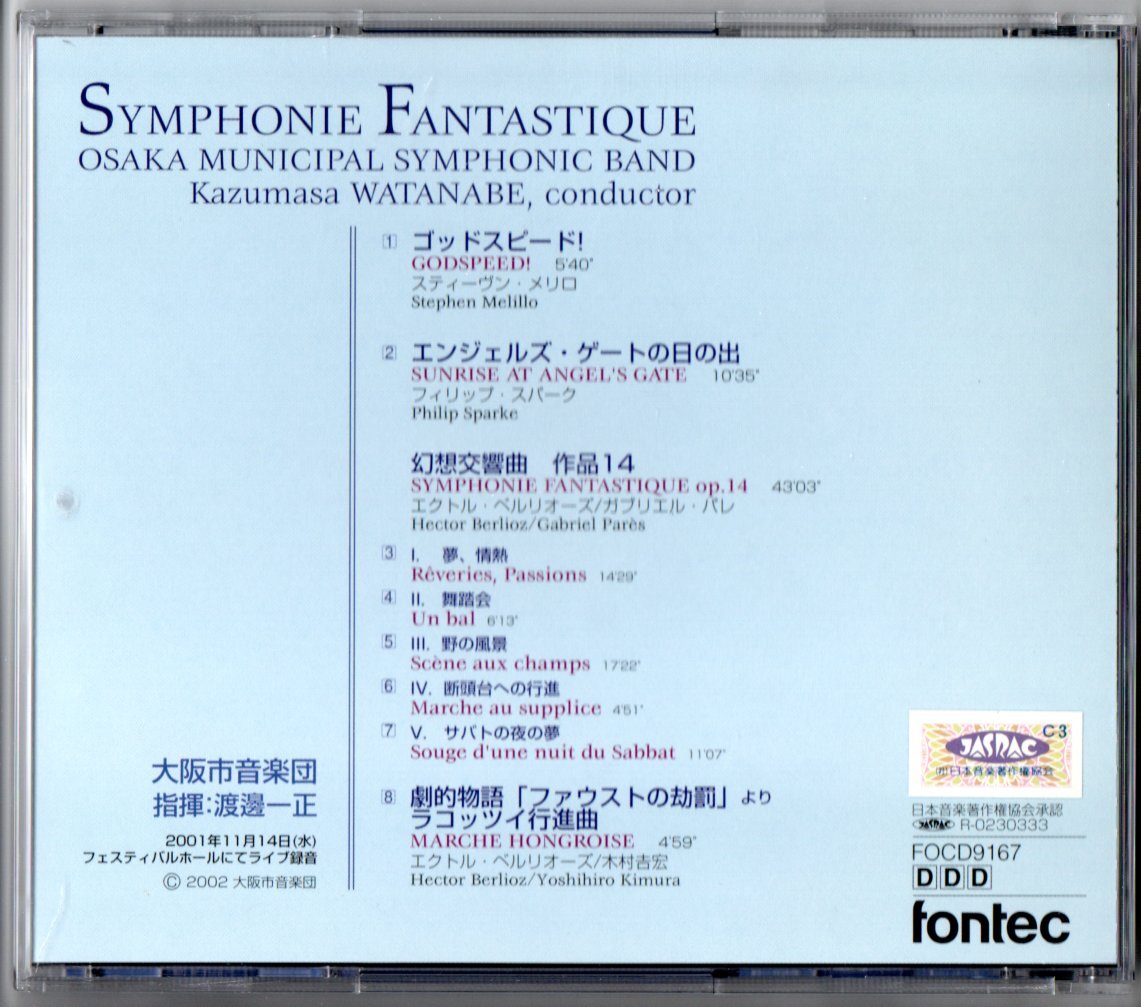 SYMPHONIE FANTASTIQUE
OSAKA MUNICIPAL SYMPHONIC BAND
Kazumasa WATANABE, conductor
1 ゴッドスピード!
GODSPEED! 5'40"
スティーヴン・メリロ
Stephen Melillo
2 エンジェルズ・ゲートの日の出
SUNRISE AT ANGEL'S GATE 10'35"
フィリップ・スパーク
Philip Sparke
幻想交響曲 作品14
SYMPHONIE FANTASTIQUE op.14 43'03"
エクトル・ベルリオーズ/ガブリエル・パレ
Hector Berlioz/Gabriel Parès
3 I. 夢、情熱
Rêveries, Passions 14'29"
4 II. 舞踏会
Un bal 6'13"
5 III. 野の風景
Scène aux champs 17'22"
6 IV. 断頭台への行進
Marche au supplice 4'51"
7 V. サバトの夜の夢
Souge d'une nuit du Sabbat 11'07"
8 劇的物語「ファウストの劫罰」より
ラコッツイ行進曲
MARCHE HONGROISE 4'59"
エクトル・ベルリオーズ/木村吉宏
Hector Berlioz/Yoshihiro Kimura
大阪市音楽団
指揮:渡邊一正
2001年11月14日(水)
フェスティバルホールにてライブ録音
© 2002 大阪市音楽団
C3
JASRAC
㈳日本音楽著作権協会
日本音楽著作権協会承認
JASRAC R-0230333
FOCD9167
DDD
fontec